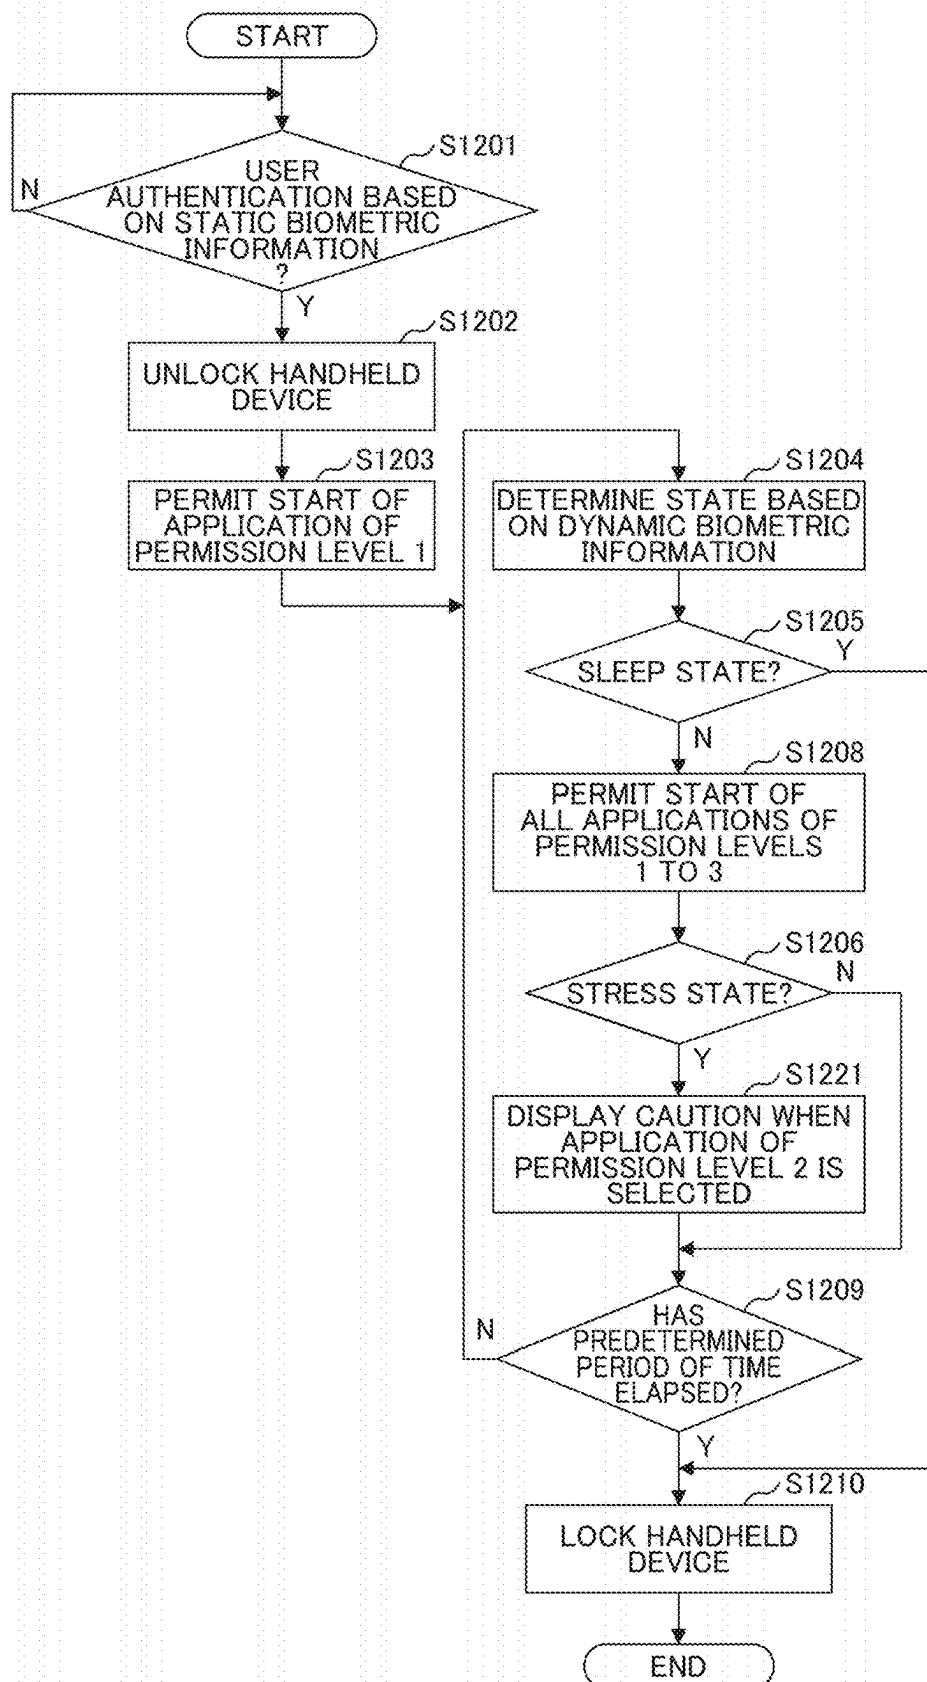 START
S1201
N
USER
AUTHENTICATION BASED
ON STATIC BIOMETRIC
INFORMATION
?
Y
S1202
UNLOCK HANDHELD
DEVICE
S1203
PERMIT START OF
APPLICATION OF
PERMISSION LEVEL 1
S1204
DETERMINE STATE BASED
ON DYNAMIC BIOMETRIC
INFORMATION
S1205
Y
SLEEP STATE?
N
S1208
PERMIT START OF
ALL APPLICATIONS OF
PERMISSION LEVELS
1 TO 3
S1206
N
STRESS STATE?
Y
S1221
DISPLAY CAUTION WHEN
APPLICATION OF
PERMISSION LEVEL 2 IS
SELECTED
S1209
N
HAS
PREDETERMINED
PERIOD OF TIME
ELAPSED?
Y
S1210
LOCK HANDHELD
DEVICE
END